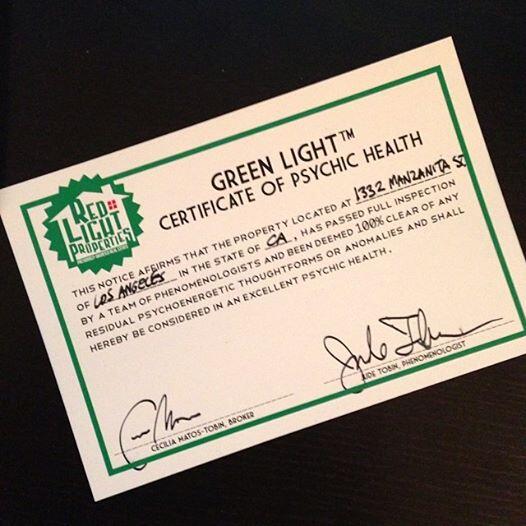 GREEN LIGHT™
CERTIFICATE OF PSYCHIC HEALTH
RED
LIGHT
PROPERTIES
THIS NOTICE AFFIRMS THAT THE PROPERTY LOCATED AT 1332 MANZANITA ST
OF LOS ANGELES IN THE STATE OF CA, HAS PASSED FULL INSPECTION
BY A TEAM OF PHENOMENOLOGISTS AND BEEN DEEMED 100% CLEAR OF ANY
RESIDUAL PSYCHOENERGETIC THOUGHTFORMS OR ANOMALIES AND SHALL
HEREBY BE CONSIDERED IN AN EXCELLENT PSYCHIC HEALTH.
CECILIA MATOS-TOBIN, BROKER
JUDE TOBIN, PHENOMENOLOGIST